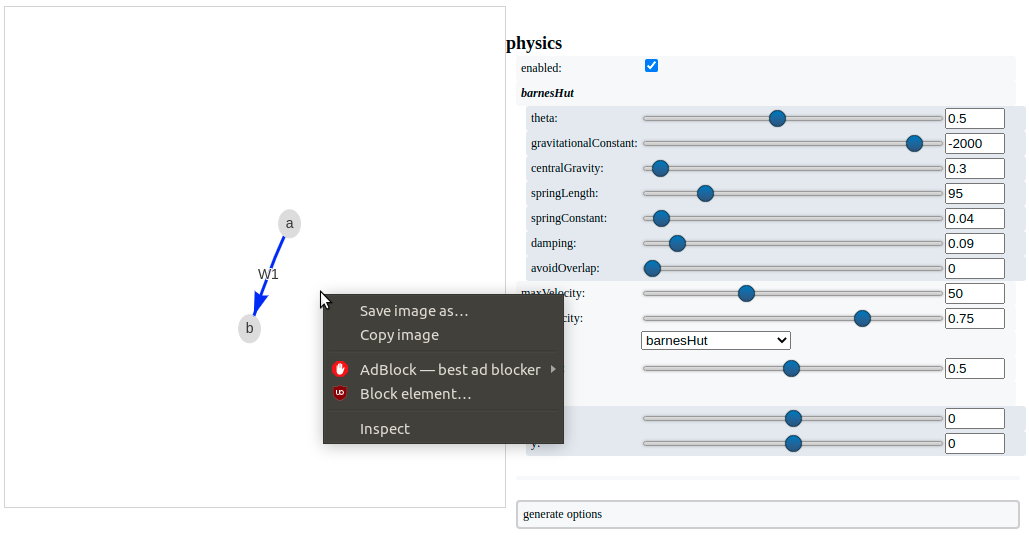 a
W1
b
Save image as…
Copy image
AdBlock — best ad blocker
UD
Block element…
Inspect
physics
enabled:
barnesHut
theta: 0.5
gravitationalConstant: -2000
centralGravity: 0.3
springLength: 95
springConstant: 0.04
damping: 0.09
avoidOverlap: 0
maxVelocity: 50
city: 0.75
barnesHut
0.5
0
y: 0
generate options